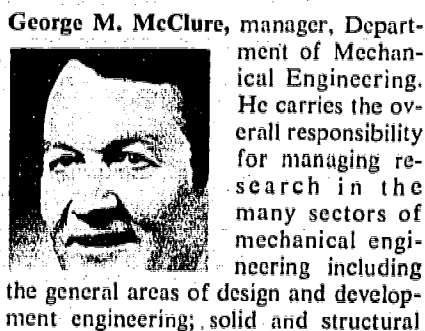 George M. McClure, manager, Depart-
ment of Mechan-
ical Engineering.
He carries the ov-
erall responsibility
for managing re-
search in the
many sectors of
mechanical engi-
neering including
the general areas of design and develop-
ment engineering; solid and structural